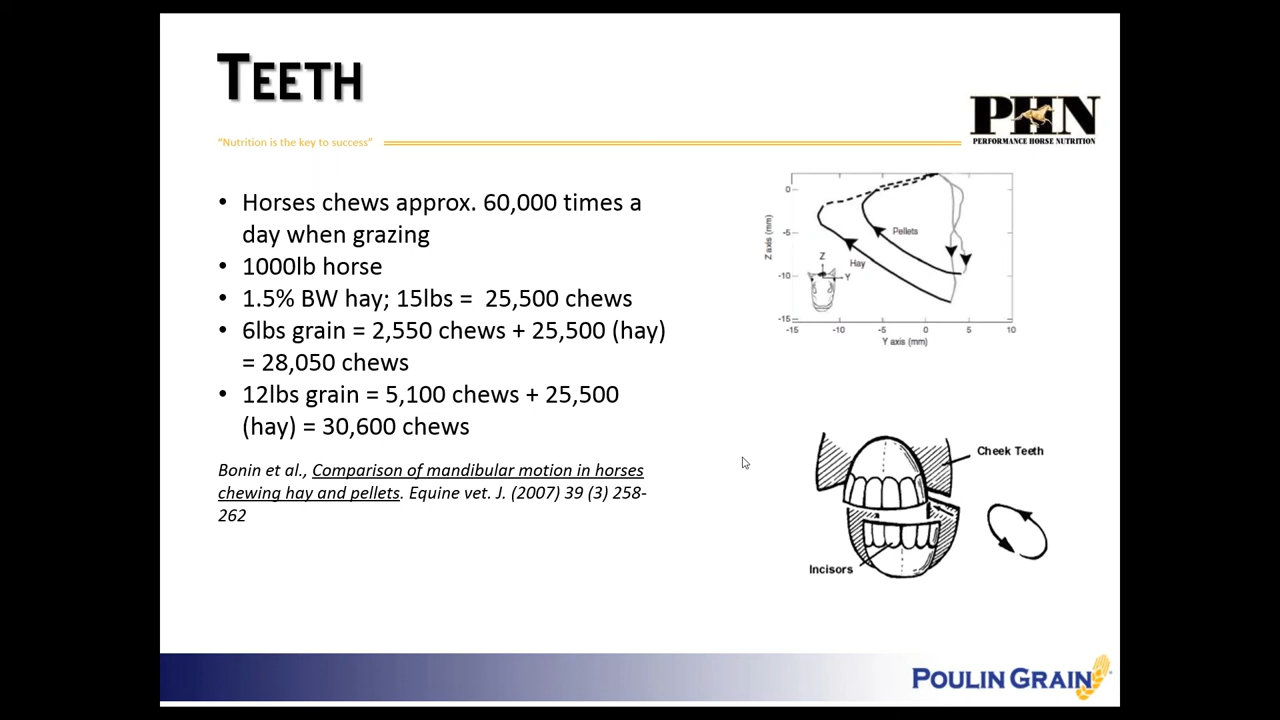 TEETH
"Nutrition is the key to success"
PHN
PERFORMANCE HORSE NUTRITION
• Horses chews approx. 60,000 times a
day when grazing
• 1000lb horse
• 1.5% BW hay; 15lbs = 25,500 chews
• 6lbs grain = 2,550 chews + 25,500 (hay)
= 28,050 chews
• 12lbs grain = 5,100 chews + 25,500
(hay) = 30,600 chews
Bonin et al., Comparison of mandibular motion in horses
chewing hay and pellets. Equine vet. J. (2007) 39 (3) 258-
262
Z axis (mm)
0
-5
-10
-15
Pellets
Hay
Z
Y
-15 -10 -5 0 5 10
Y axis (mm)
Cheek Teeth
Incisors
POULIN GRAIN®